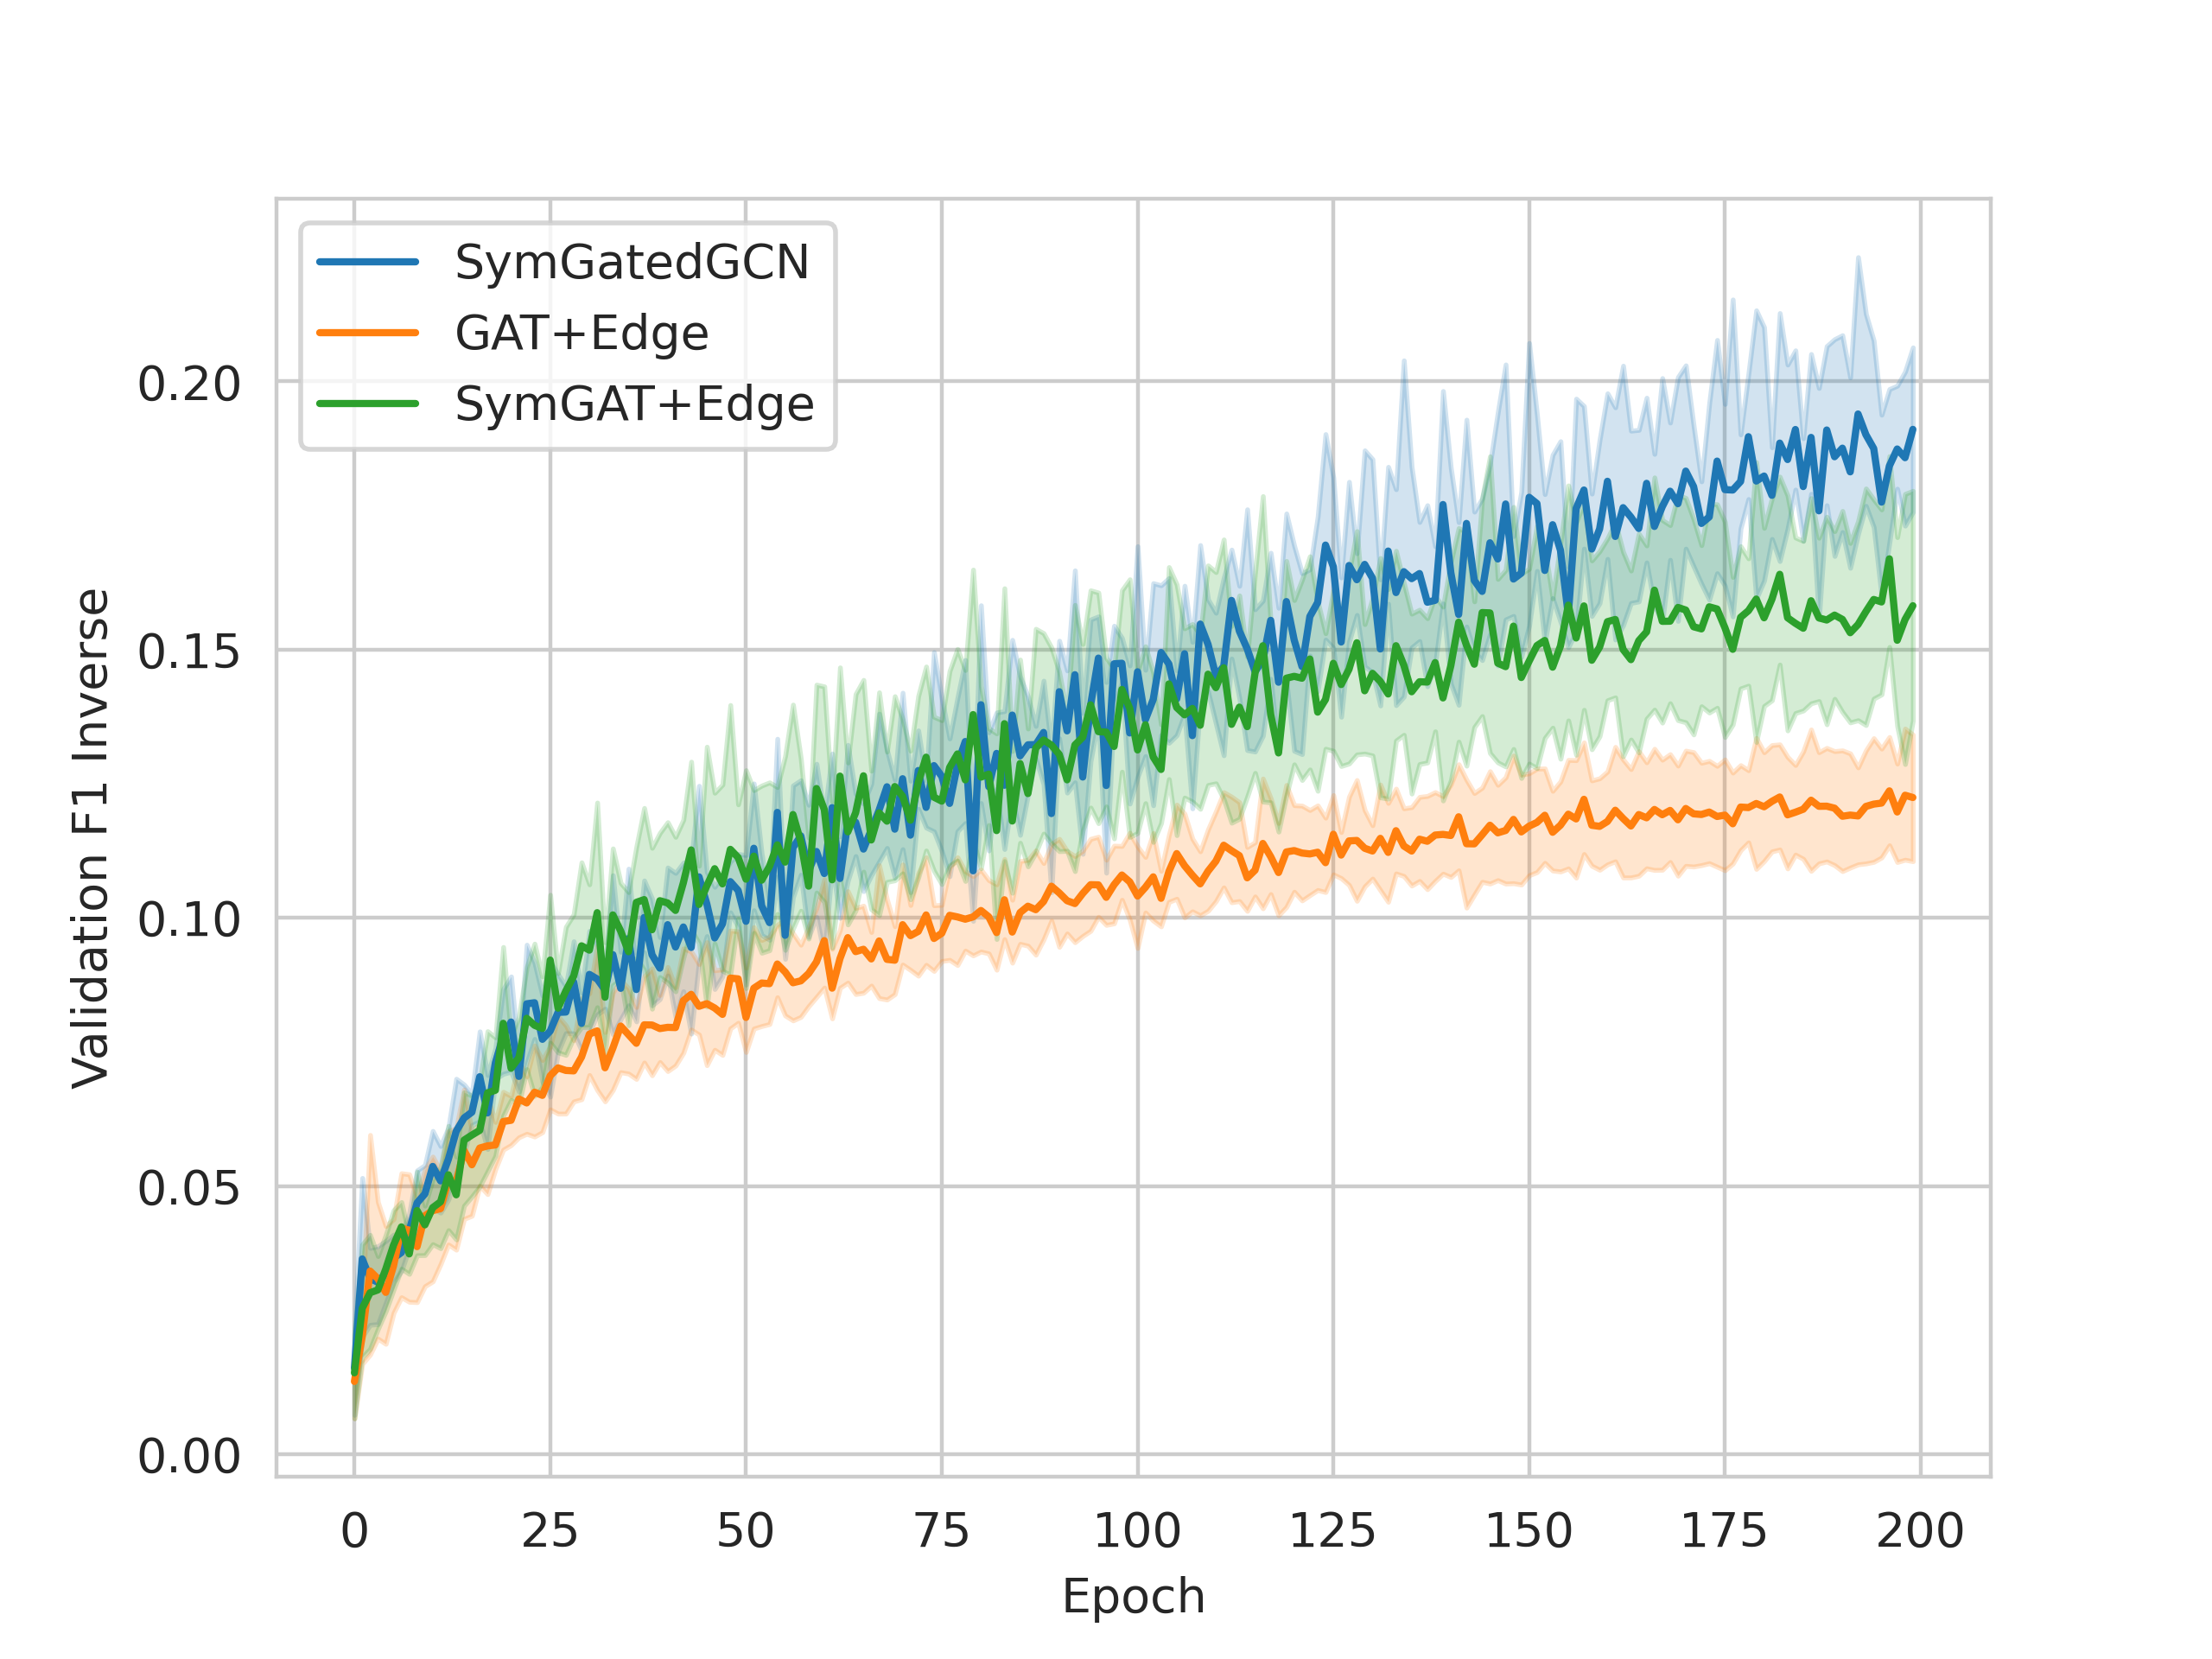 SymGatedGCN
GAT+Edge
SymGAT+Edge
Validation F1 Inverse
0.20
0.15
0.10
0.05
0.00
0 25 50 75 100 125 150 175 200
Epoch